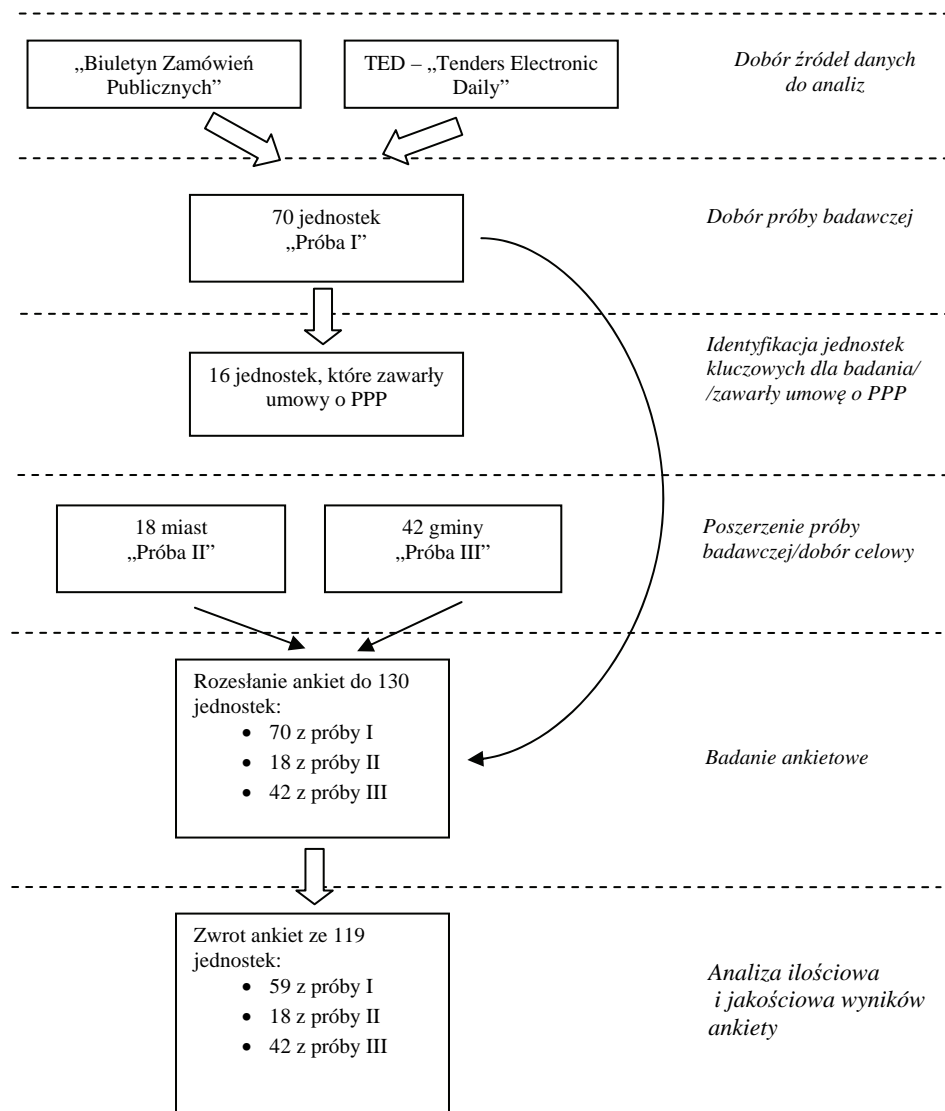 „Biuletyn Zamówień
Publicznych”
TED – „Tenders Electronic
Daily”
Dobór źródeł danych
do analiz
70 jednostek
„Próba I”
Dobór próby badawczej
16 jednostek, które zawarły
umowy o PPP
Identyfikacja jednostek
kluczowych dla badania/
/zawarły umowę o PPP
18 miast
„Próba II”
42 gminy
„Próba III”
Poszerzenie próby
badawczej/dobór celowy
Rozesłanie ankiet do 130
jednostek:
• 70 z próby I
• 18 z próby II
• 42 z próby III
Badanie ankietowe
Zwrot ankiet ze 119
jednostek:
• 59 z próby I
• 18 z próby II
• 42 z próby III
Analiza ilościowa
i jakościowa wyników
ankiety